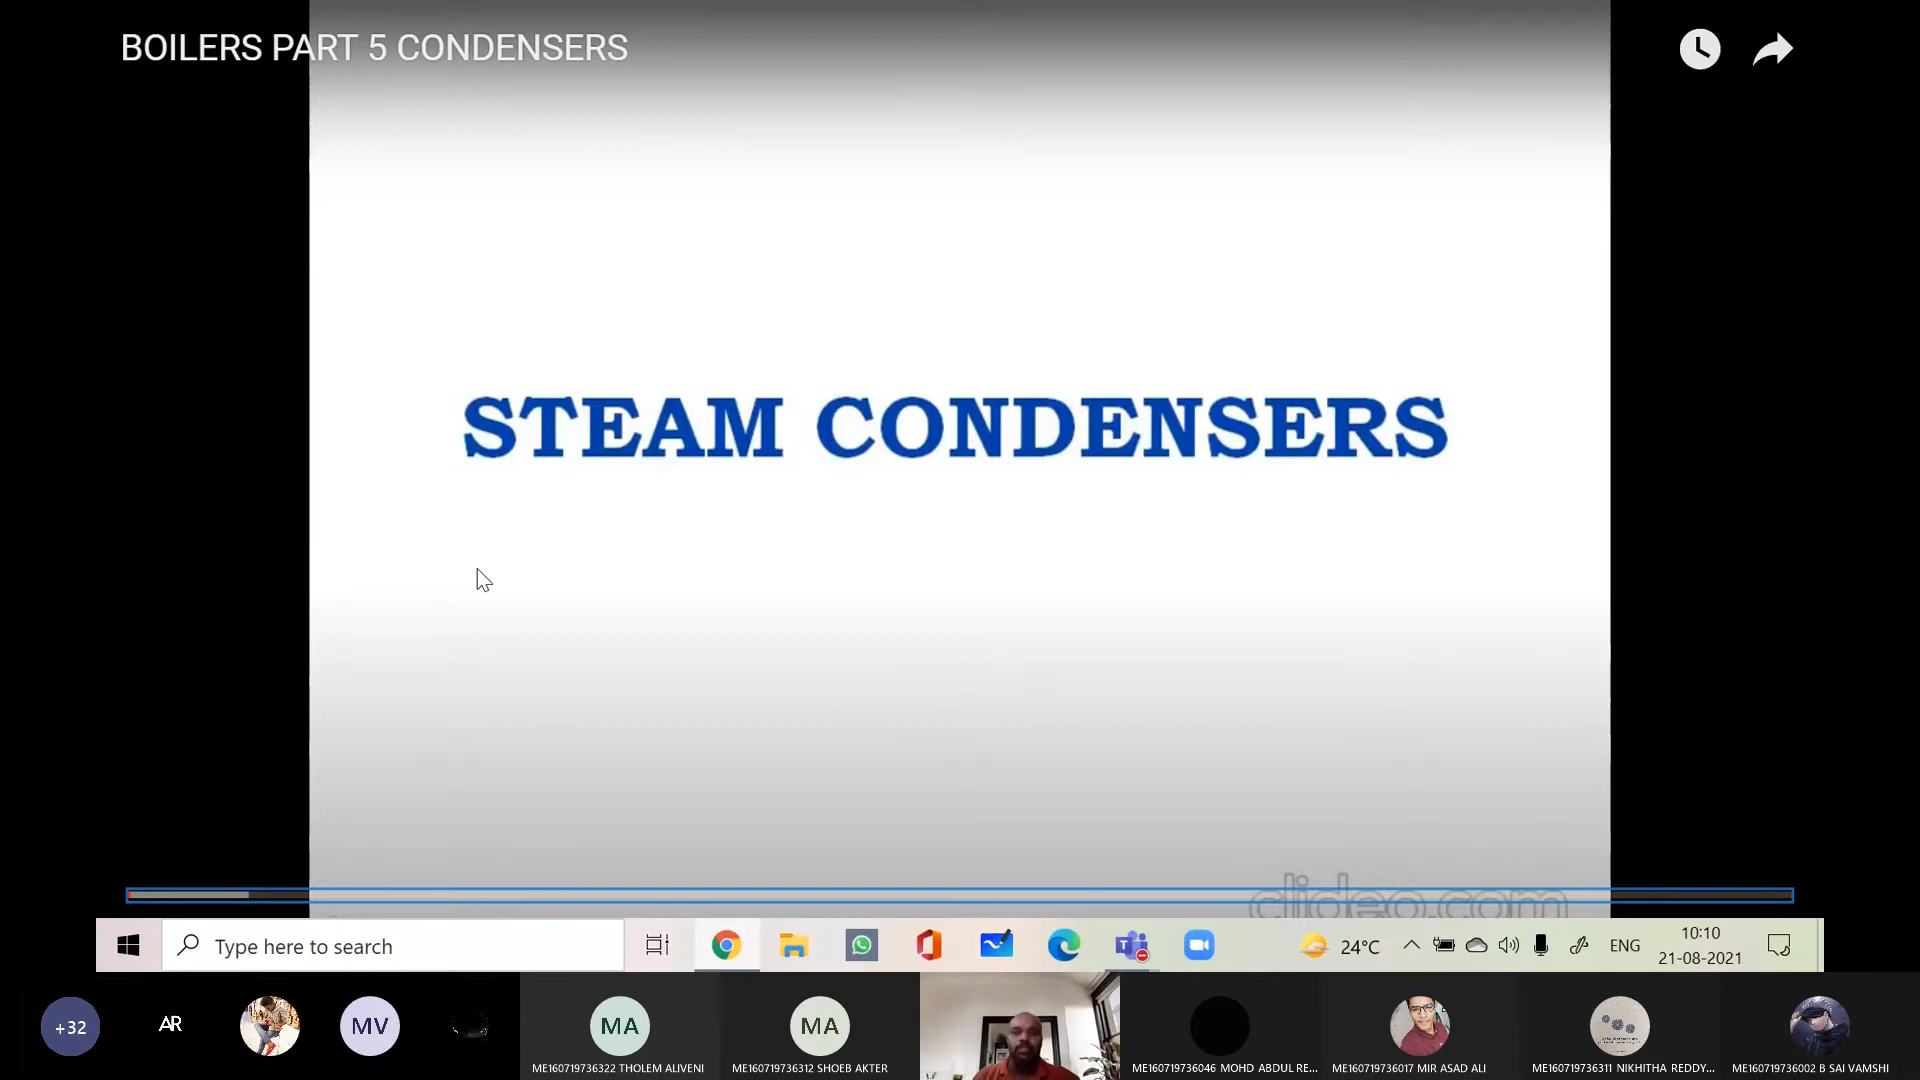 BOILERS PART 5 CONDENSERS
STEAM CONDENSERS
clideo.com
Type here to search
24°C
ENG
10:10
21-08-2021
+32
AR
MV
MA
MA
ME160719736322 THOLEM ALIVENI
ME160719736312 SHOEB AKTER
ME160719736046 MOHD ABDUL RE...
ME160719736017 MIR ASAD ALI
ME160719736311 NIKHITHA REDDY...
ME160719736002 B SAI VAMSHI